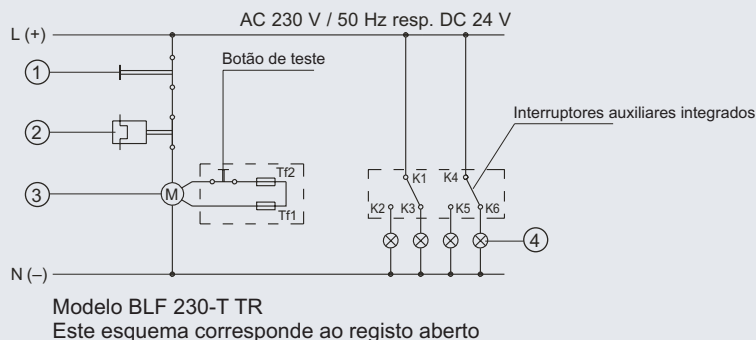 AC 230 V / 50 Hz resp. DC 24 V
L (+)
Botão de teste
1
Interruptores auxiliares integrados
2
Tf2
K1
K4
3
M
Tf1
K2
K3
K5
K6
4
N (–)
Modelo BLF 230-T TR
Este esquema corresponde ao registo aberto